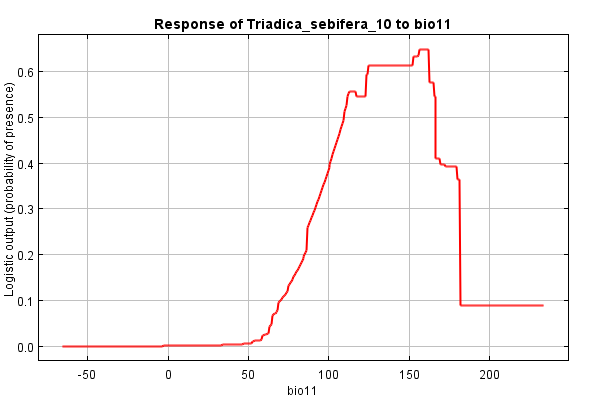 Response of Triadica_sebifera_10 to bio11
Logistic output (probability of presence)
0.6
0.5
0.4
0.3
0.2
0.1
0.0
-50 0 50 100 150 200
bio11